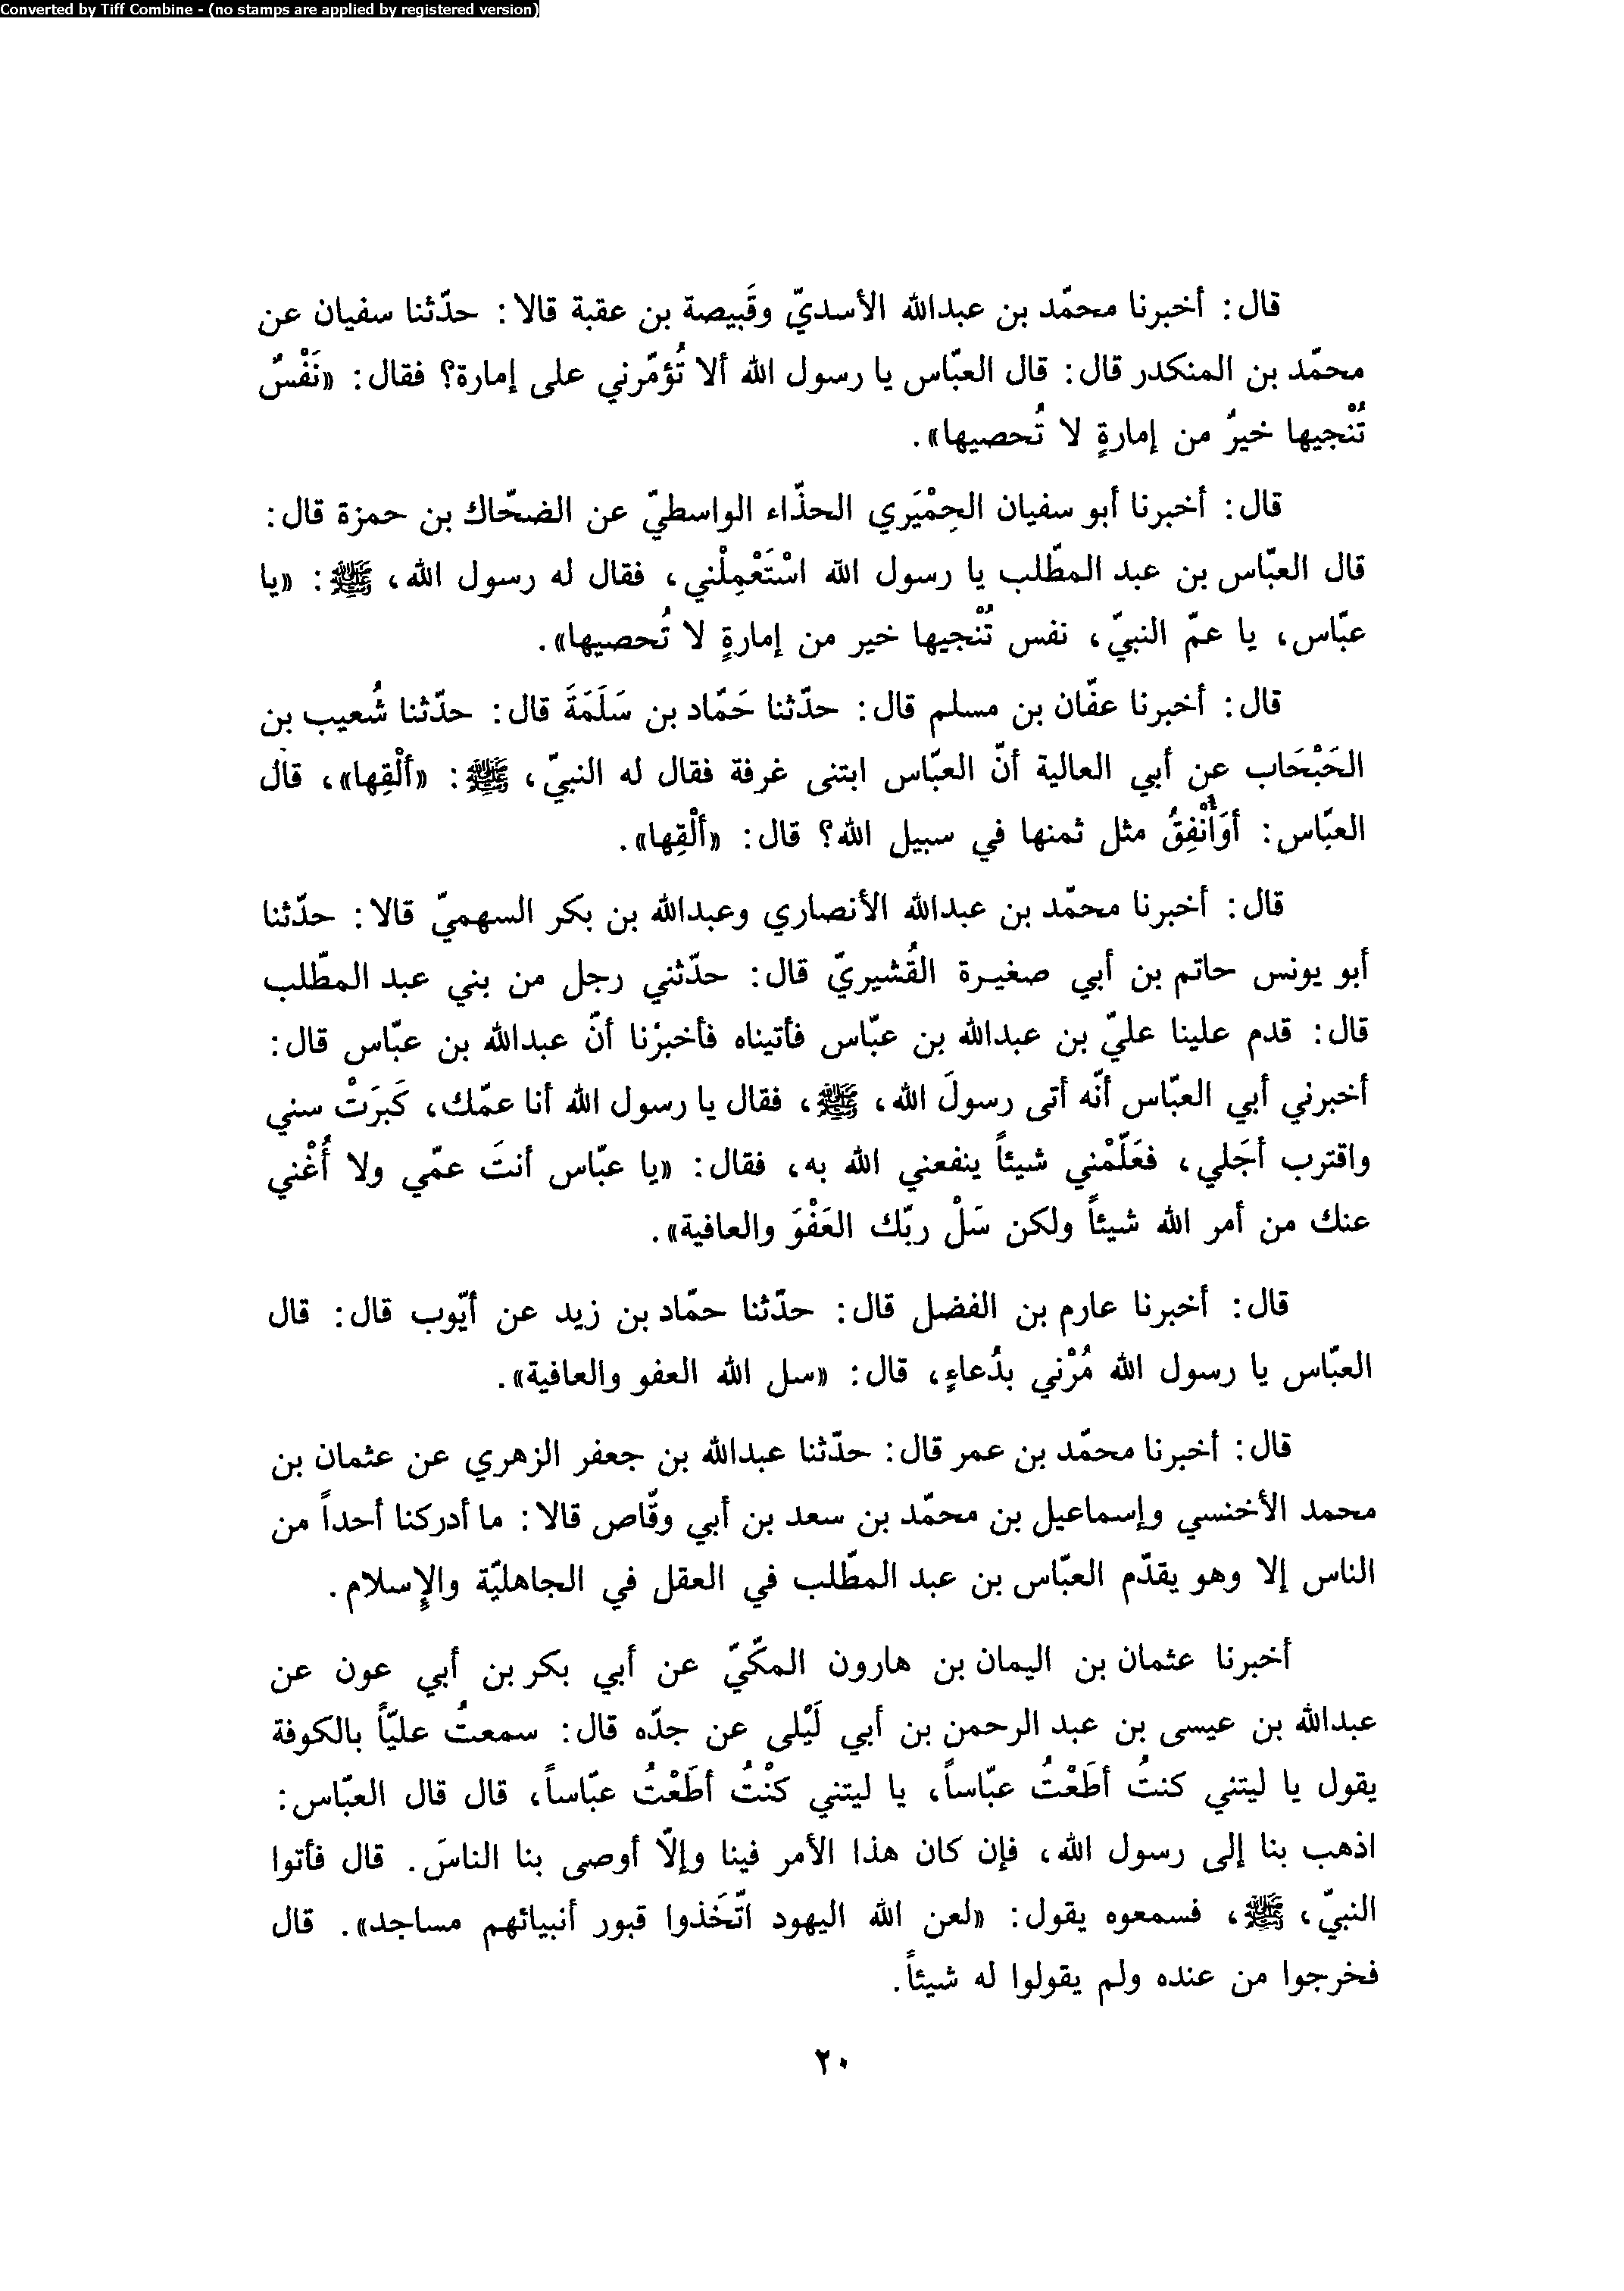 Converted by Tiff Combine - (no stamps are applied by registered version)
قال: أخبرنا محمّد بن عبدالله الأسديّ وقَبيصة بن عقبة قالا: حدّثنا سفيان عن
محمّد بن المنكدر قال: قال العبّاس يا رسول الله ألا تُؤمّرني على إمارة؟ فقال: «نَفْسٌ
تُنْجيها خيرٌ من إمارةٍ لا تُحصيها».
قال: أخبرنا أبو سفيان الحِمْيَري الحذّاء الواسطيّ عن الضحّاك بن حمزة قال:
قال العبّاس بن عبد المطّلب يا رسول الله اسْتَعْمِلْني، فقال له رسول الله، ﷺ: «يا
عبّاس، يا عمّ النبيّ، نفس تُنْجيها خير من إمارةٍ لا تُحصيها».
قال: أخبرنا عفّان بن مسلم قال: حدّثنا حَمّاد بن سَلَمَةَ قال: حدّثنا شُعيب بن
الحَبْحَاب عن أبي العالية أنّ العبّاس ابتنى غرفة فقال له النبيّ، ﷺ: «ألْقِها»، قال
العبّاس: أوَأُنْفِقُ مثل ثمنها في سبيل الله؟ قال: «ألْقِها».
قال: أخبرنا محمّد بن عبدالله الأنصاري وعبدالله بن بكر السهميّ قالا: حدّثنا
أبو يونس حاتم بن أبي صغيرة القُشيريّ قال: حدّثني رجل من بني عبد المطّلب
قال: قدم علينا عليّ بن عبدالله بن عبّاس فأتيناه فأخبرْنا أنّ عبدالله بن عبّاس قال:
أخبرني أبي العبّاس أنّه أتى رسولَ الله، ﷺ، فقال يا رسول الله أنا عمّك، كَبَرَتْ سني
واقترب أجَلي، فعَلّمْني شيئاً ينفعني الله به، فقال: «يا عبّاس أنتَ عمّي ولا أُغْني
عنك من أمر الله شيئاً ولكن سَلْ ربّك العَفْوَ والعافية».
قال: أخبرنا عارم بن الفضل قال: حدّثنا حمّاد بن زيد عن أيّوب قال: قال
العبّاس يا رسول الله مُرْني بدُعاءٍ، قال: «سل الله العفو والعافية».
قال: أخبرنا محمّد بن عمر قال: حدّثنا عبدالله بن جعفر الزهري عن عثمان بن
محمد الأخنسي وإسماعيل بن محمّد بن سعد بن أبي وقّاص قالا: ما أدركنا أحداً من
الناس إلا وهو يقدّم العبّاس بن عبد المطّلب في العقل في الجاهليّة والإسلام.
أخبرنا عثمان بن اليمان بن هارون المكّيّ عن أبي بكر بن أبي عون عن
عبدالله بن عيسى بن عبد الرحمن بن أبي لَيْلى عن جدّه قال: سمعتُ عليّاً بالكوفة
يقول يا ليتني كنتُ أطَعْتُ عبّاساً، يا ليتني كنْتُ أطَعْتُ عبّاساً، قال قال العبّاس:
اذهب بنا إلى رسول الله، فإن كان هذا الأمر فينا وإلّا أوصى بنا الناسَ. قال فأتوا
النبيّ، ﷺ، فسمعوه يقول: «لعن الله اليهود اتّخَذوا قبور أنبيائهم مساجد». قال
فخرجوا من عنده ولم يقولوا له شيئاً.
٢٠